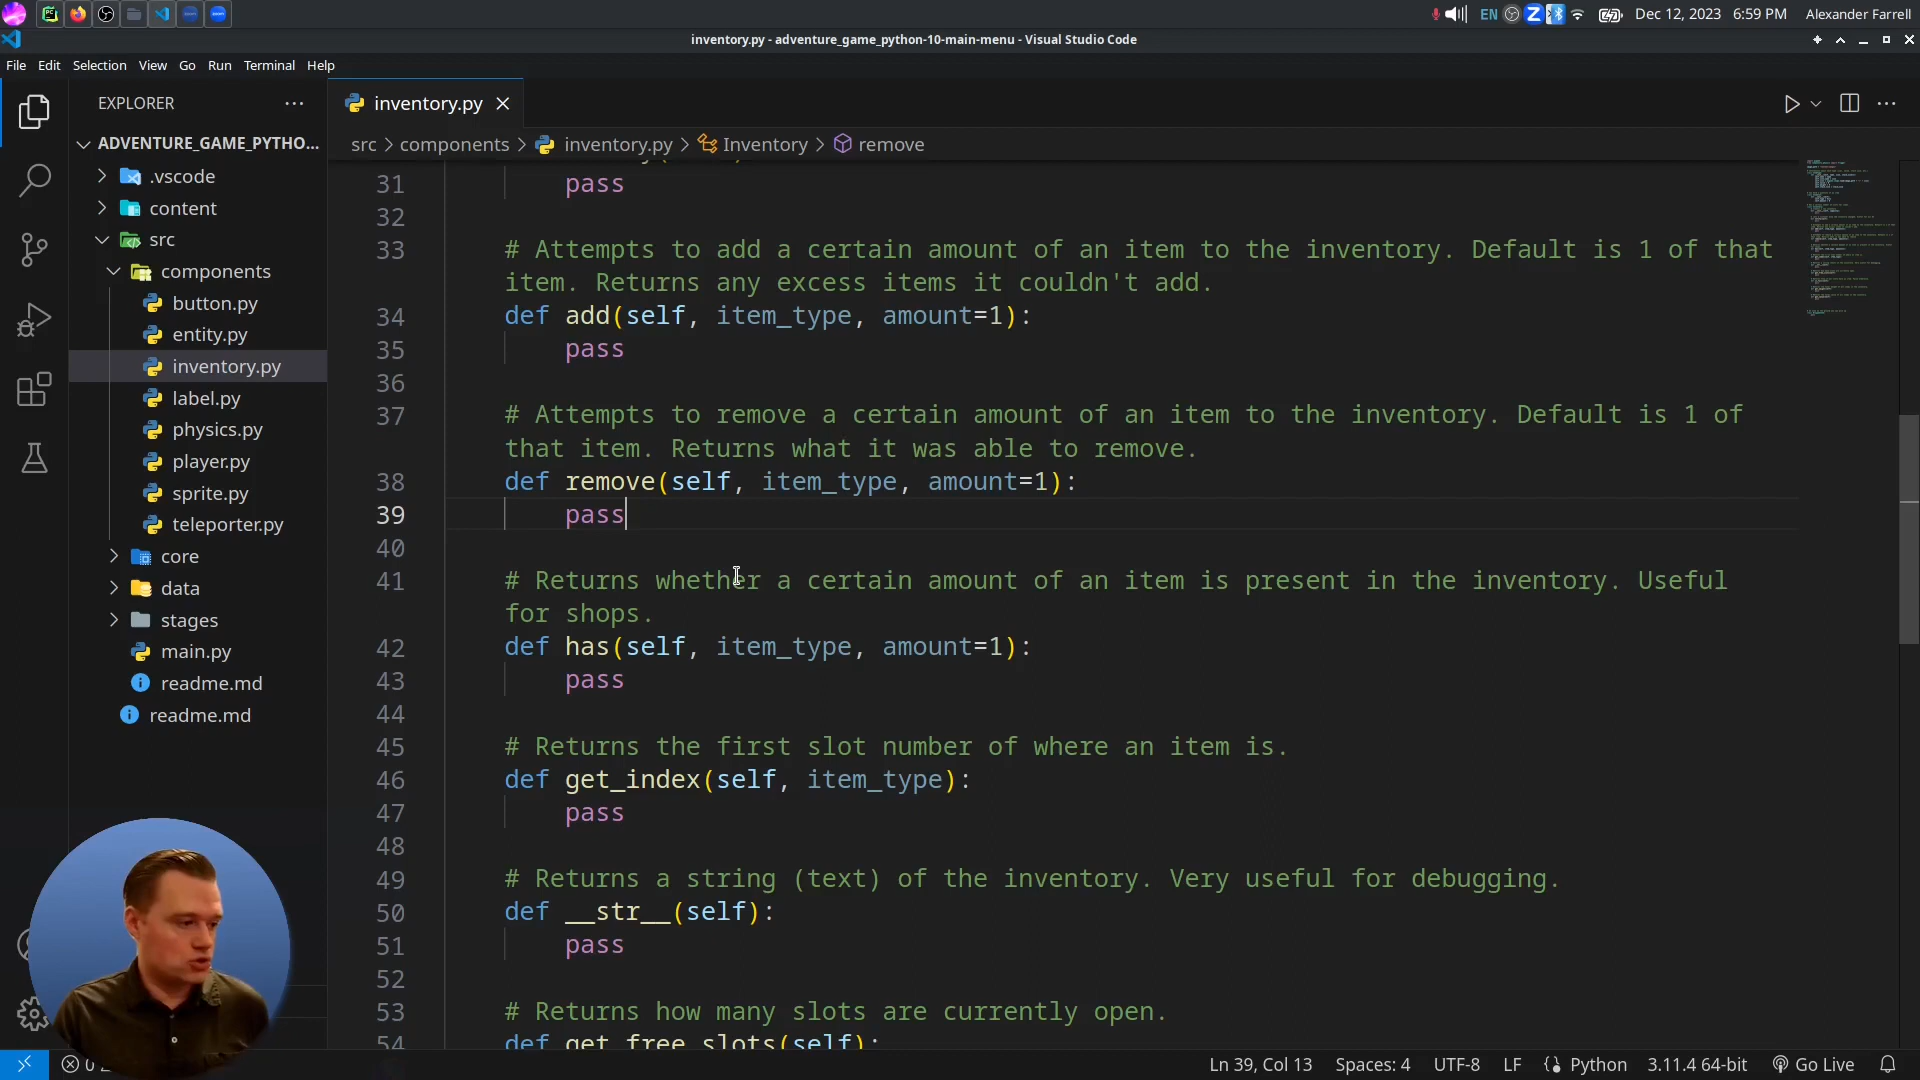 EN
Dec 12, 2023 6:59 PM
Alexander Farrell
inventory.py - adventure_game_python-10-main-menu - Visual Studio Code
File Edit Selection View Go Run Terminal Help
EXPLORER
inventory.py
ADVENTURE_GAME_PYTHO...
src > components > inventory.py > Inventory > remove
.vscode
content
src
components
button.py
entity.py
inventory.py
label.py
physics.py
player.py
sprite.py
teleporter.py
core
data
stages
main.py
readme.md
readme.md
31 pass
32
33 # Attempts to add a certain amount of an item to the inventory. Default is 1 of that
item. Returns any excess items it couldn't add.
34 def add(self, item_type, amount=1):
35 pass
36
37 # Attempts to remove a certain amount of an item to the inventory. Default is 1 of
that item. Returns what it was able to remove.
38 def remove(self, item_type, amount=1):
39 pass
40
41 # Returns whether a certain amount of an item is present in the inventory. Useful
for shops.
42 def has(self, item_type, amount=1):
43 pass
44
45 # Returns the first slot number of where an item is.
46 def get_index(self, item_type):
47 pass
48
49 # Returns a string (text) of the inventory. Very useful for debugging.
50 def __str__(self):
51 pass
52
53 # Returns how many slots are currently open.
54 def get_free_slots(self):
0
Ln 39, Col 13 Spaces: 4 UTF-8 LF Python 3.11.4 64-bit Go Live